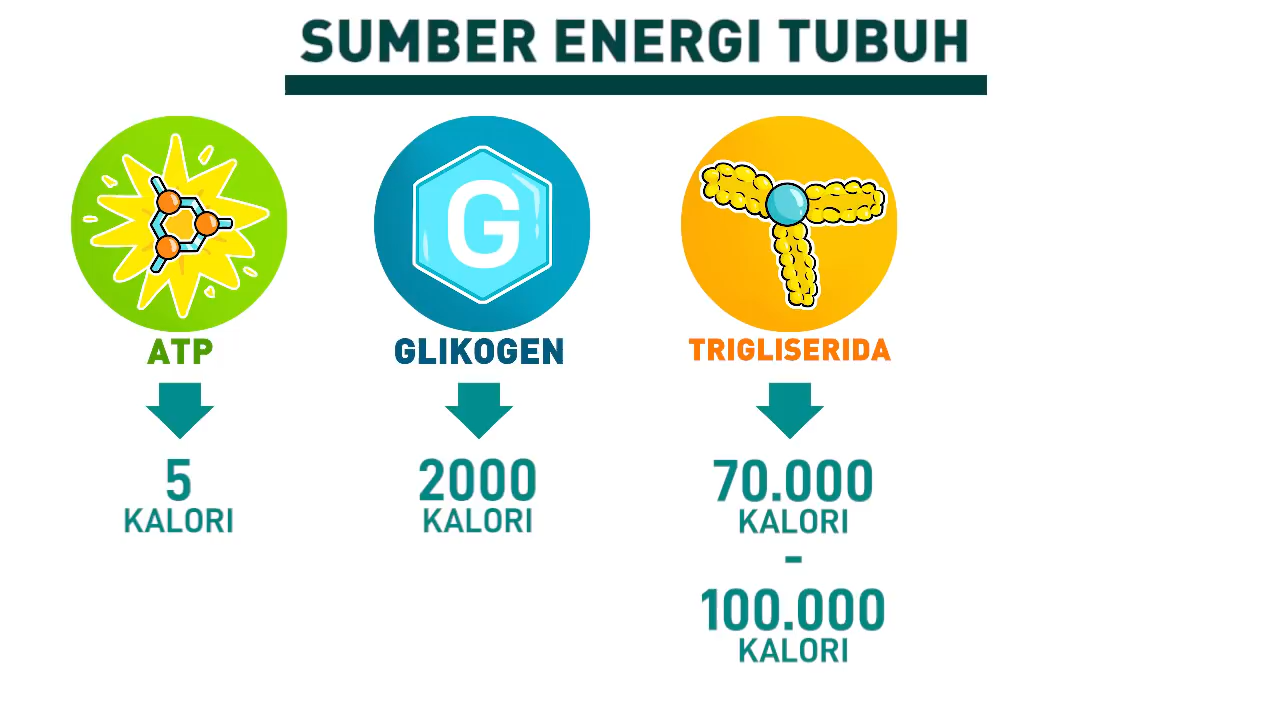 SUMBER ENERGI TUBUH
G
ATP
GLIKOGEN
TRIGLISERIDA
5
KALORI
2000
KALORI
70.000
KALORI
-
100.000
KALORI